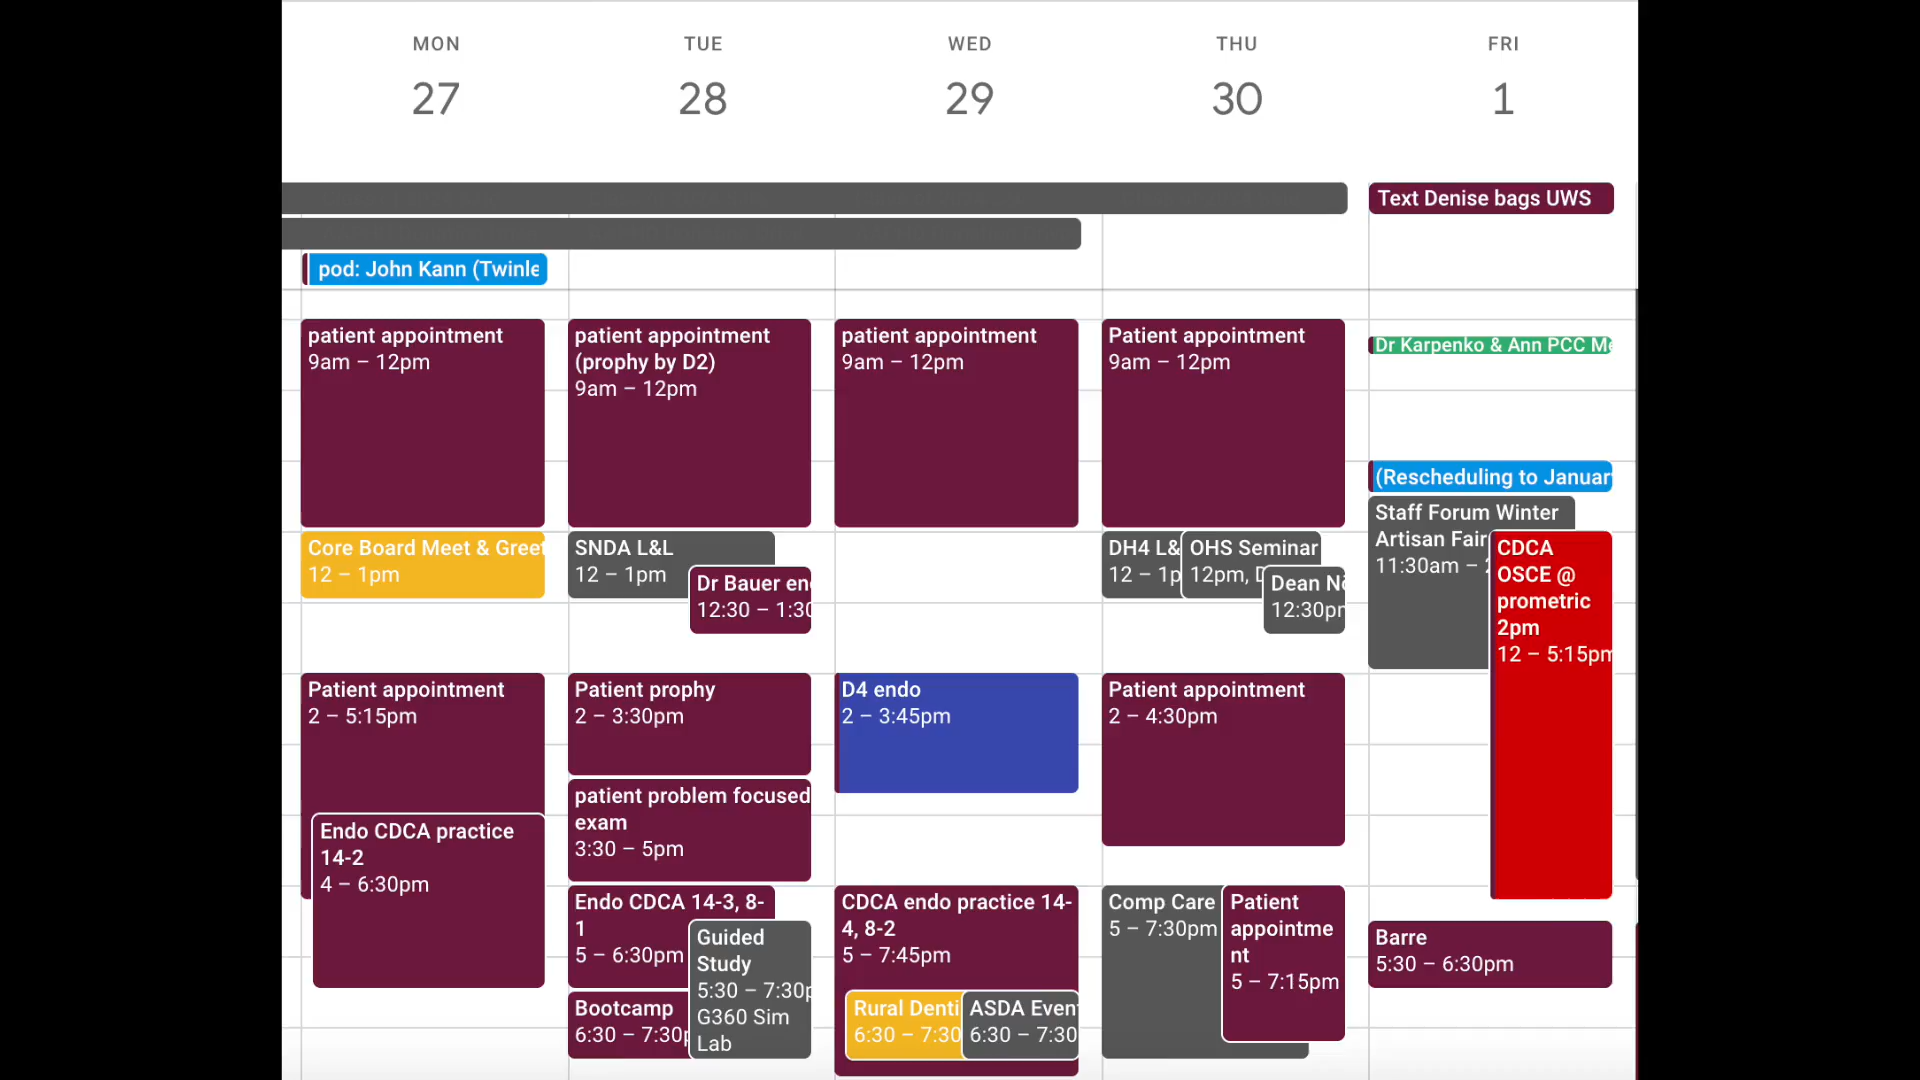 MON
27
TUE
28
WED
29
THU
30
FRI
1
Text Denise bags UWS
pod: John Kann (Twinle
patient appointment
9am – 12pm
Core Board Meet & Greet
12 – 1pm
Patient appointment
2 – 5:15pm
Endo CDCA practice
14-2
4 – 6:30pm
patient appointment
(prophy by D2)
9am – 12pm
SNDA L&L
12 – 1pm
Dr Bauer en
12:30 – 1:30
Patient prophy
2 – 3:30pm
patient problem focused
exam
3:30 – 5pm
Endo CDCA 14-3, 8-
1
5 – 6:30pm
Guided
Study
5:30 – 7:30p
G360 Sim
Lab
Bootcamp
6:30 – 7:30p
patient appointment
9am – 12pm
D4 endo
2 – 3:45pm
CDCA endo practice 14-
4, 8-2
5 – 7:45pm
Rural Denti
6:30 – 7:30
ASDA Even
6:30 – 7:30
Patient appointment
9am – 12pm
DH4 L&
12 – 1p
OHS Seminar
12pm,
Dean
12:30p
Patient appointment
2 – 4:30pm
Comp Care
5 – 7:30pm
Patient
appointme
nt
5 – 7:15pm
Dr Karpenko & Ann PCC Me
(Rescheduling to Januar
Staff Forum Winter
Artisan Fair
11:30am –
CDCA
OSCE @
prometric
2pm
12 – 5:15pm
Barre
5:30 – 6:30pm